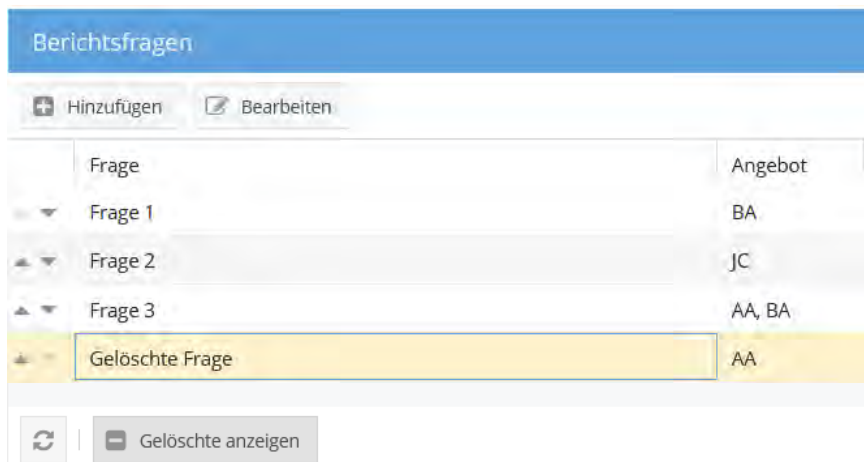 Berichtsfragen
Hinzufügen Bearbeiten
Frage Angebot
Frage 1 BA
Frage 2 JC
Frage 3 AA, BA
Gelöschte Frage AA
Gelöschte anzeigen